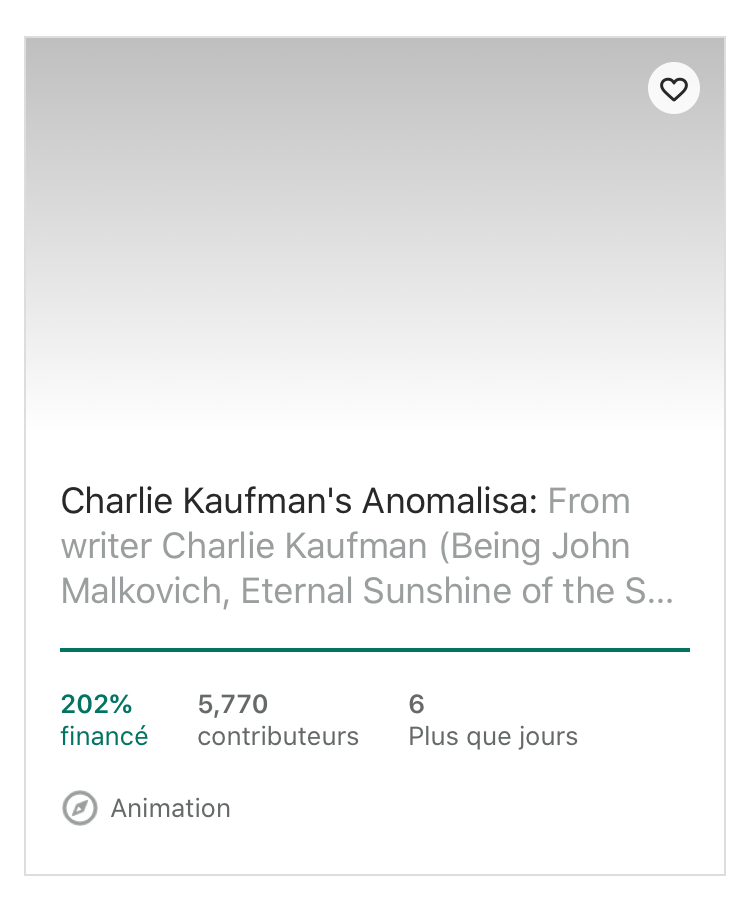 Charlie Kaufman's Anomalisa: From
writer Charlie Kaufman (Being John
Malkovich, Eternal Sunshine of the S...
202% 5,770 6
financé contributeurs Plus que jours
Animation